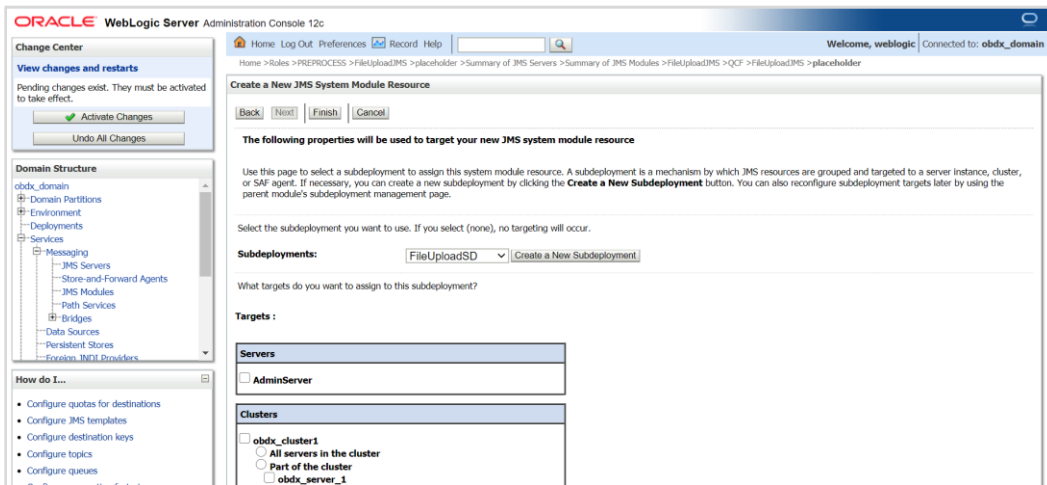 ORACLE WebLogic Server Administration Console 12c
Change Center
View changes and restarts
Pending changes exist. They must be activated
to take effect.
Activate Changes
Undo All Changes
Domain Structure
obdx_domain
Domain Partitions
Environment
Deployments
Services
Messaging
JMS Servers
Store-and-Forward Agents
JMS Modules
Path Services
Bridges
Data Sources
Persistent Stores
Foreign JNDI Providers
How do I...
Configure quotas for destinations
Configure JMS templates
Configure destination keys
Configure topics
Configure queues
Home Log Out Preferences Record Help
Welcome, weblogic Connected to: obdx_domain
Home >Roles >PREPROCESS >FileUploadJMS >placeholder >Summary of JMS Servers >Summary of JMS Modules >FileUploadJMS >QCF >FileUploadJMS >placeholder
Create a New JMS System Module Resource
Back Next Finish Cancel
The following properties will be used to target your new JMS system module resource
Use this page to select a subdeployment to assign this system module resource. A subdeployment is a mechanism by which JMS resources are grouped and targeted to a server instance, cluster,
or SAF agent. If necessary, you can create a new subdeployment by clicking the Create a New Subdeployment button. You can also reconfigure subdeployment targets later by using the
parent module's subdeployment management page.
Select the subdeployment you want to use. If you select (none), no targeting will occur.
Subdeployments: FileUploadSD Create a New Subdeployment
What targets do you want to assign to this subdeployment?
Targets :
Servers
AdminServer
Clusters
obdx_cluster1
All servers in the cluster
Part of the cluster
obdx_server_1